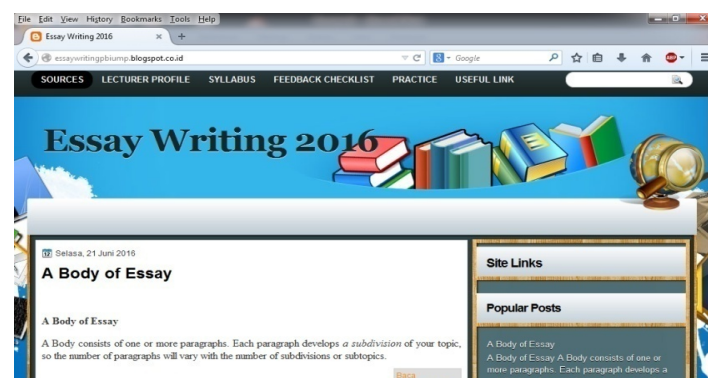 File Edit View History Bookmarks Tools Help
Essay Writing 2016
essaywritingpbiump.blogspot.co.id
Google
SOURCES LECTURER PROFILE SYLLABUS FEEDBACK CHECKLIST PRACTICE USEFUL LINK
Essay Writing 2016
Selasa, 21 Juni 2016
A Body of Essay
A Body of Essay
A Body consists of one or more paragraphs. Each paragraph develops a subdivision of your topic,
so the number of paragraphs will vary with the number of subdivisions or subtopics.
Baca
Site Links
Popular Posts
A Body of Essay
A Body of Essay A Body consists of one or
more paragraphs. Each paragraph develops a